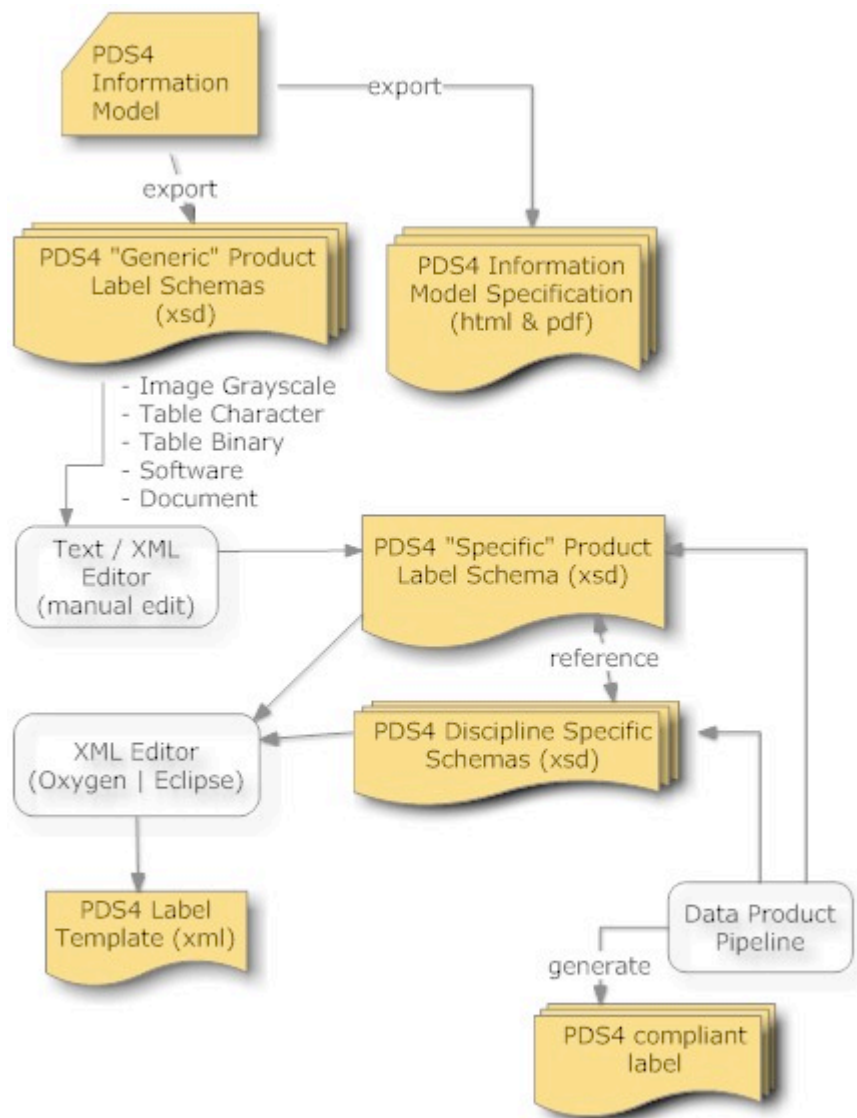 PDS4
Information
Model
export
export
PDS4 "Generic" Product
Label Schemas
(xsd)
PDS4 Information
Model Specification
(html & pdf)
- Image Grayscale
- Table Character
- Table Binary
- Software
- Document
Text / XML
Editor
(manual edit)
PDS4 "Specific" Product
Label Schema (xsd)
reference
XML Editor
(Oxygen | Eclipse)
PDS4 Discipline Specific
Schemas (xsd)
PDS4 Label
Template (xml)
Data Product
Pipeline
generate
PDS4 compliant
label